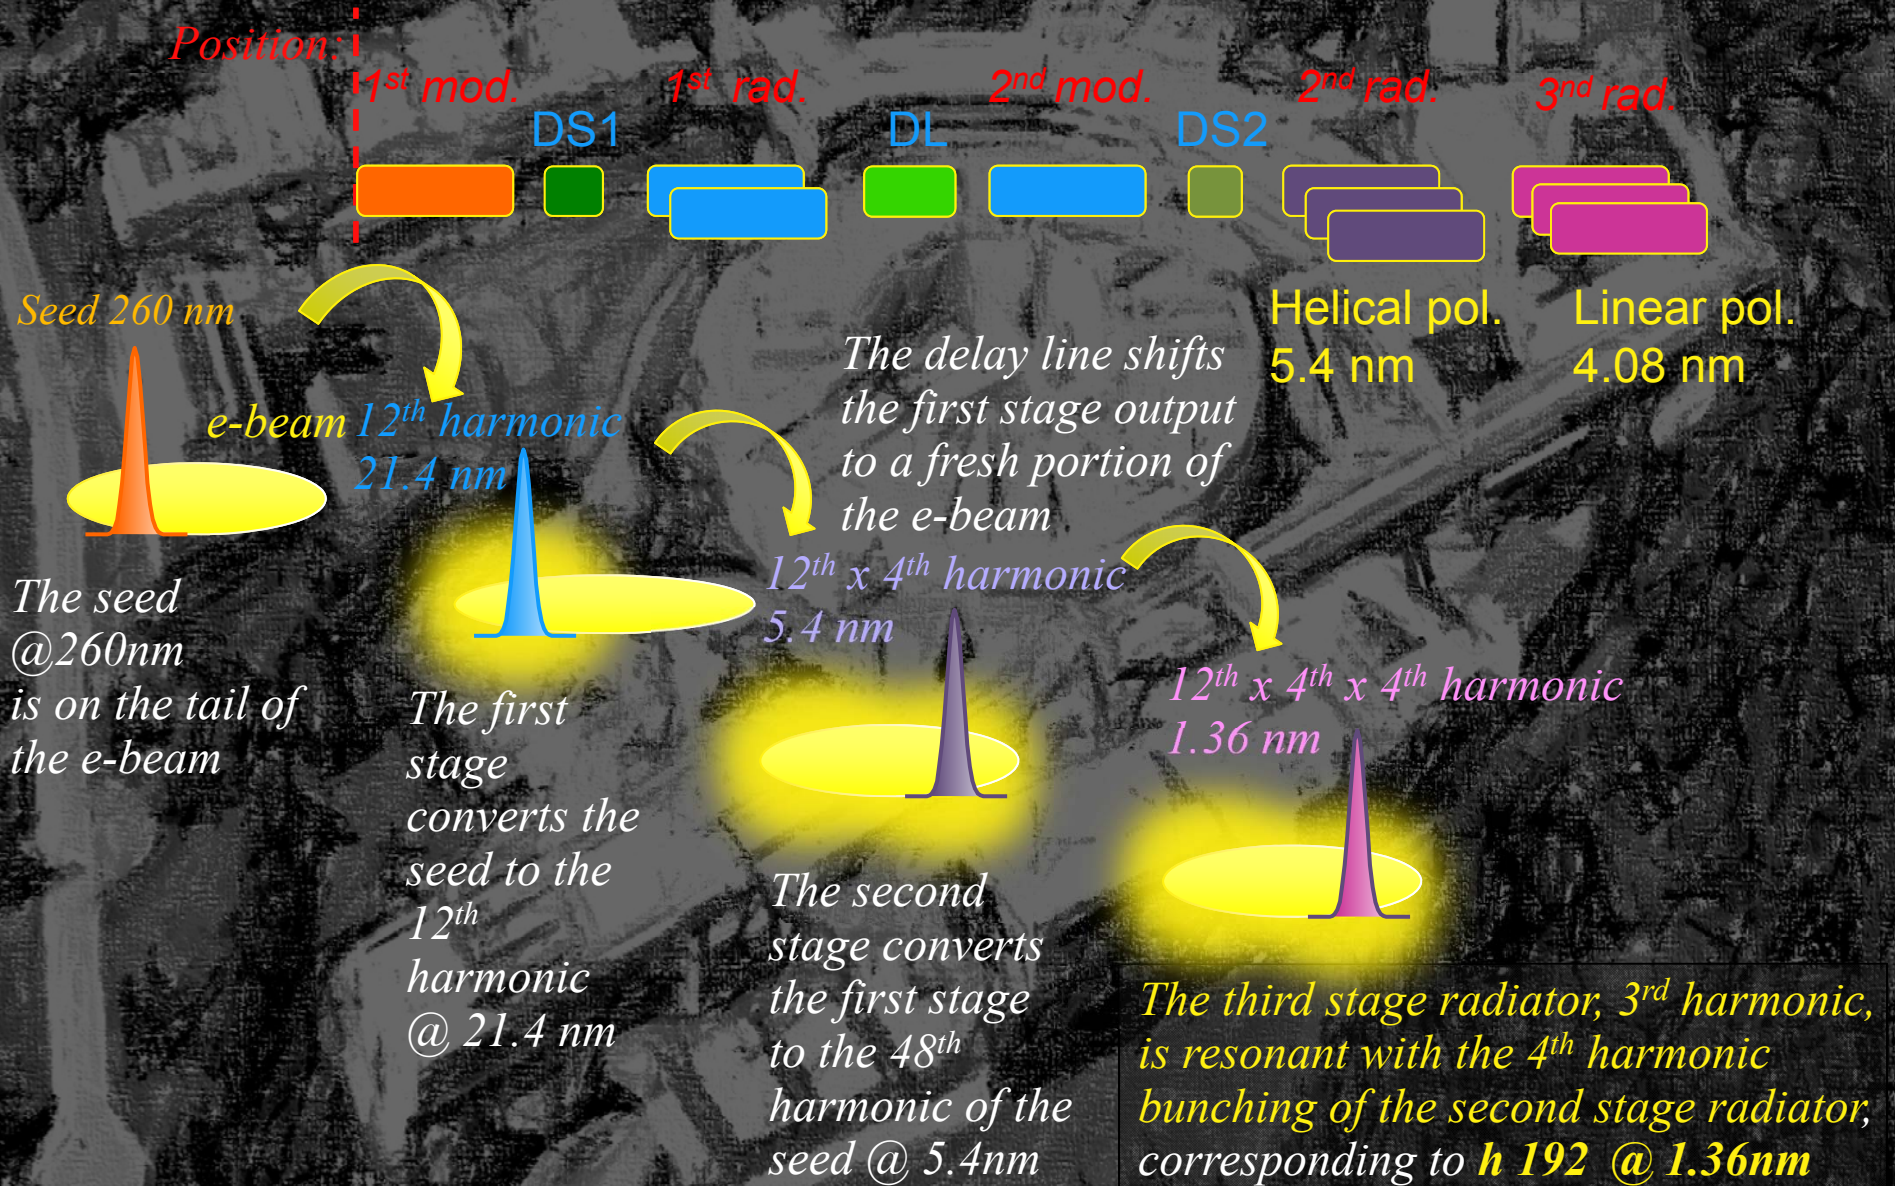 Position:
1st mod.
1st rad.
2nd mod.
2nd rad.
3nd rad.
DS1
DL
DS2
Helical pol.
5.4 nm
Linear pol.
4.08 nm
Seed 260 nm
e-beam
12th harmonic
21.4 nm
The delay line shifts
the first stage output
to a fresh portion of
the e-beam
12th x 4th harmonic
5.4 nm
12th x 4th x 4th harmonic
1.36 nm
The seed
@260nm
is on the tail of
the e-beam
The first
stage
converts the
seed to the
12th
harmonic
@ 21.4 nm
The second
stage converts
the first stage
to the 48th
harmonic of the
seed @ 5.4nm
The third stage radiator, 3rd harmonic,
is resonant with the 4th harmonic
bunching of the second stage radiator,
corresponding to h 192 @ 1.36nm